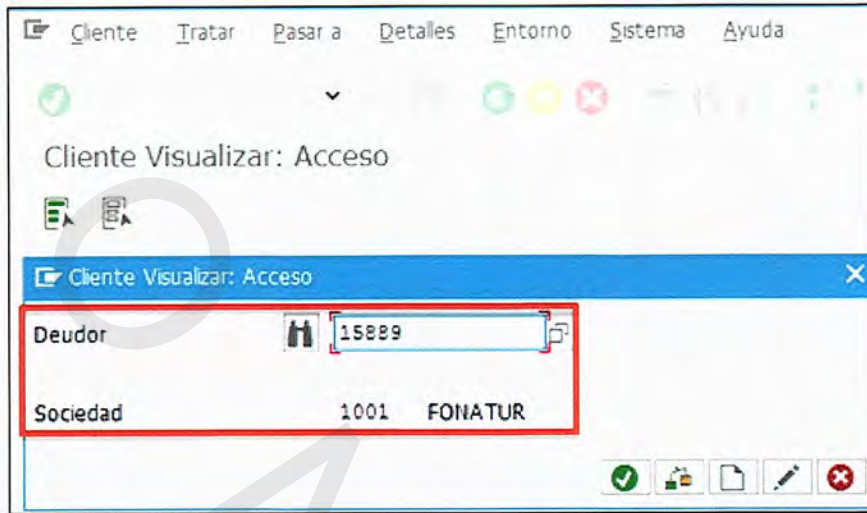 Cliente Tratar Pasar a Detalles Entorno Sistema Ayuda
Cliente Visualizar: Acceso
Cliente Visualizar: Acceso
Deudor 15889
Sociedad 1001 FONATUR